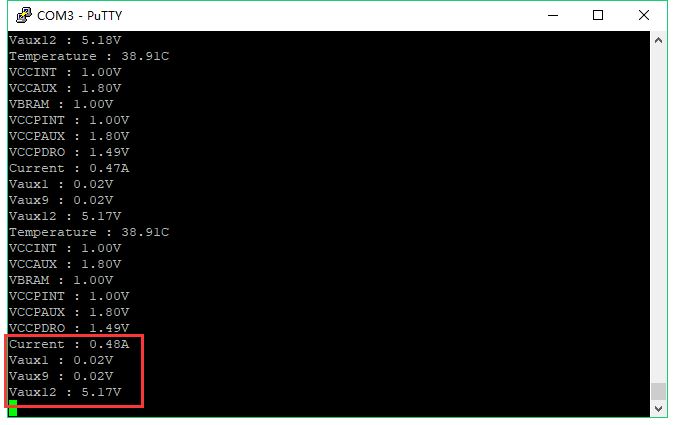 COM3 - PuTTY
Vaux12 : 5.18V
Temperature : 38.91C
VCCINT : 1.00V
VCCAUX : 1.80V
VBRAM : 1.00V
VCCPINT : 1.00V
VCCPAUX : 1.80V
VCCPDRO : 1.49V
Current : 0.47A
Vaux1 : 0.02V
Vaux9 : 0.02V
Vaux12 : 5.17V
Temperature : 38.91C
VCCINT : 1.00V
VCCAUX : 1.80V
VBRAM : 1.00V
VCCPINT : 1.00V
VCCPAUX : 1.80V
VCCPDRO : 1.49V
Current : 0.48A
Vaux1 : 0.02V
Vaux9 : 0.02V
Vaux12 : 5.17V